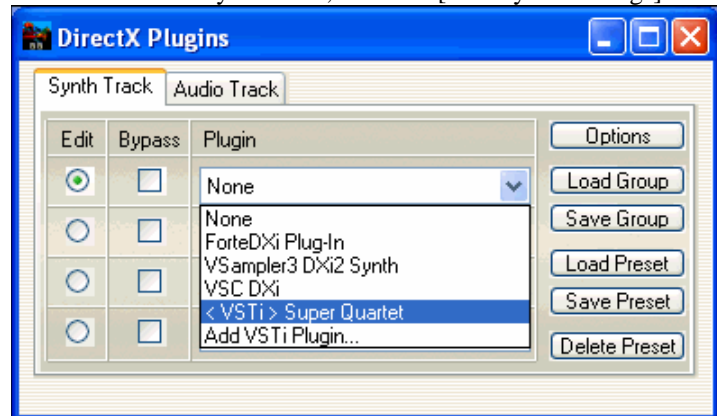 DirectX Plugins
Synth Track Audio Track
Edit Bypass Plugin Options
None Load Group
None Save Group
ForteDXi Plug-In
VSampler3 DXi2 Synth Load Preset
VSC DXi
< VSTi > Super Quartet Save Preset
Add VSTi Plugin...
Delete Preset